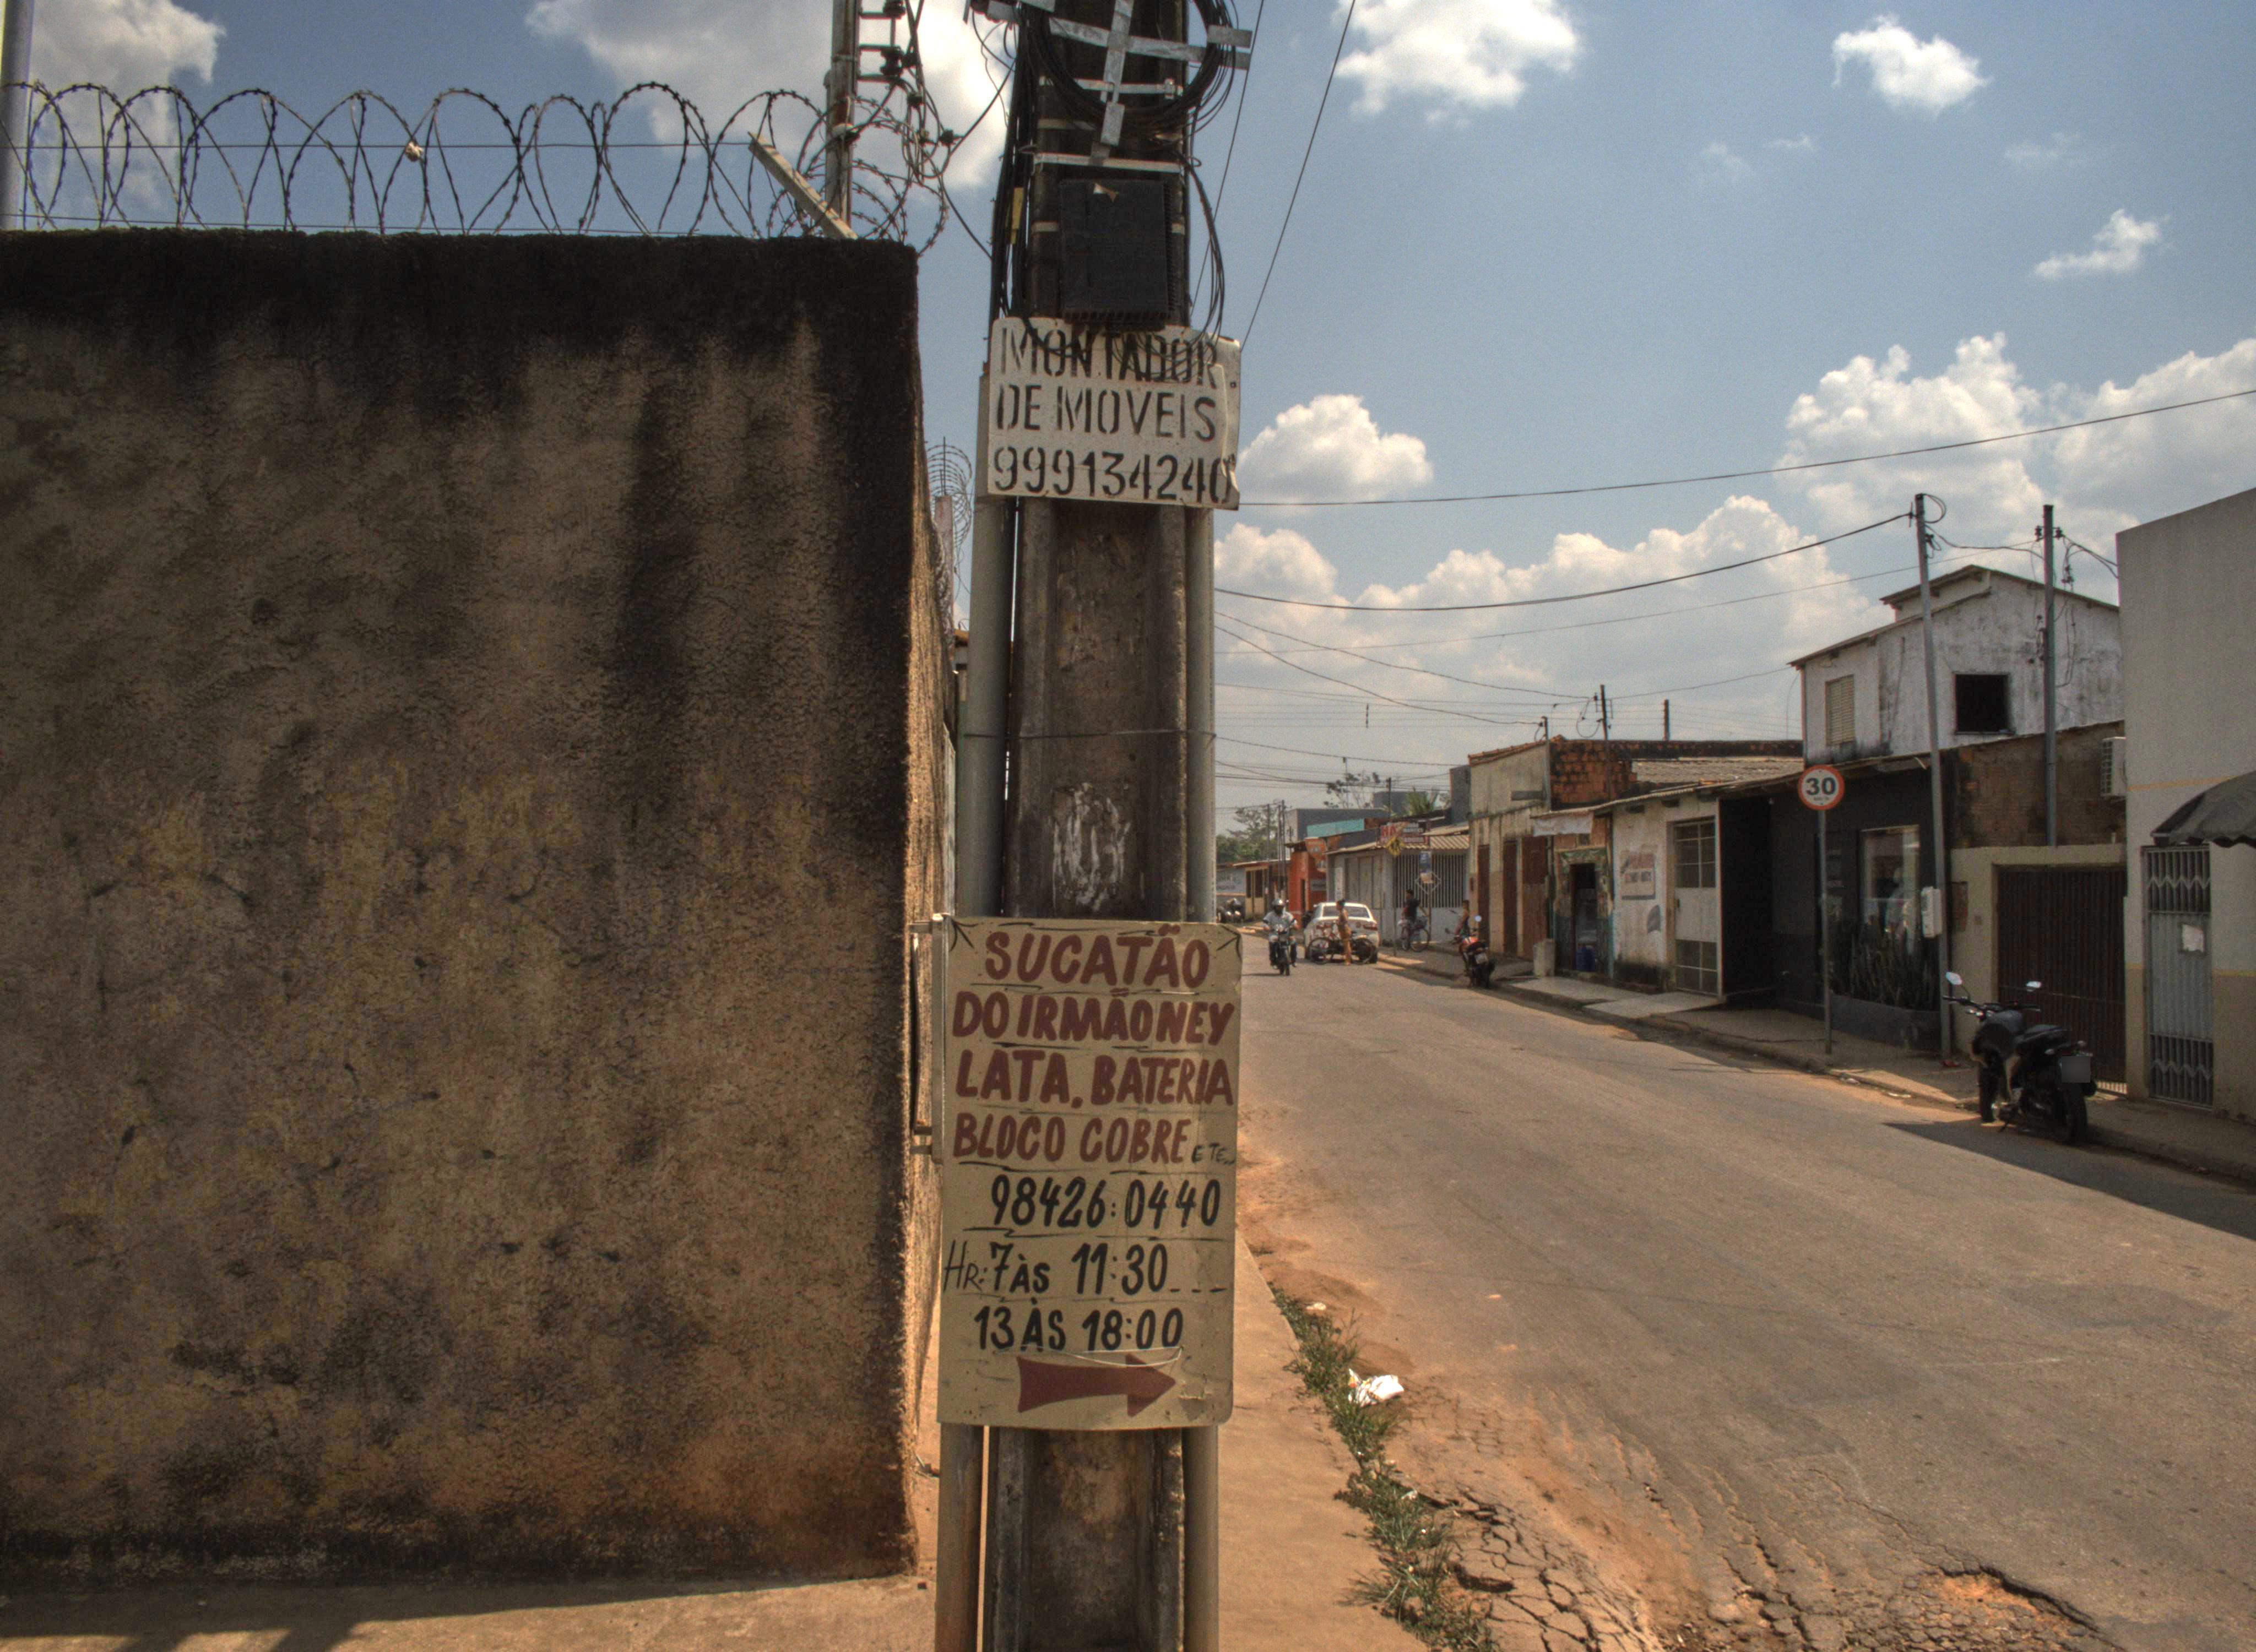 MONTADOR
DE MOVEIS
999134240
SUCATÃO
DO IRMÃO NEY
LATA, BATERIA
BLOCO COBRE E TE...
98426:0440
HR: 7 ÀS 11:30
13 ÀS 18:00
30